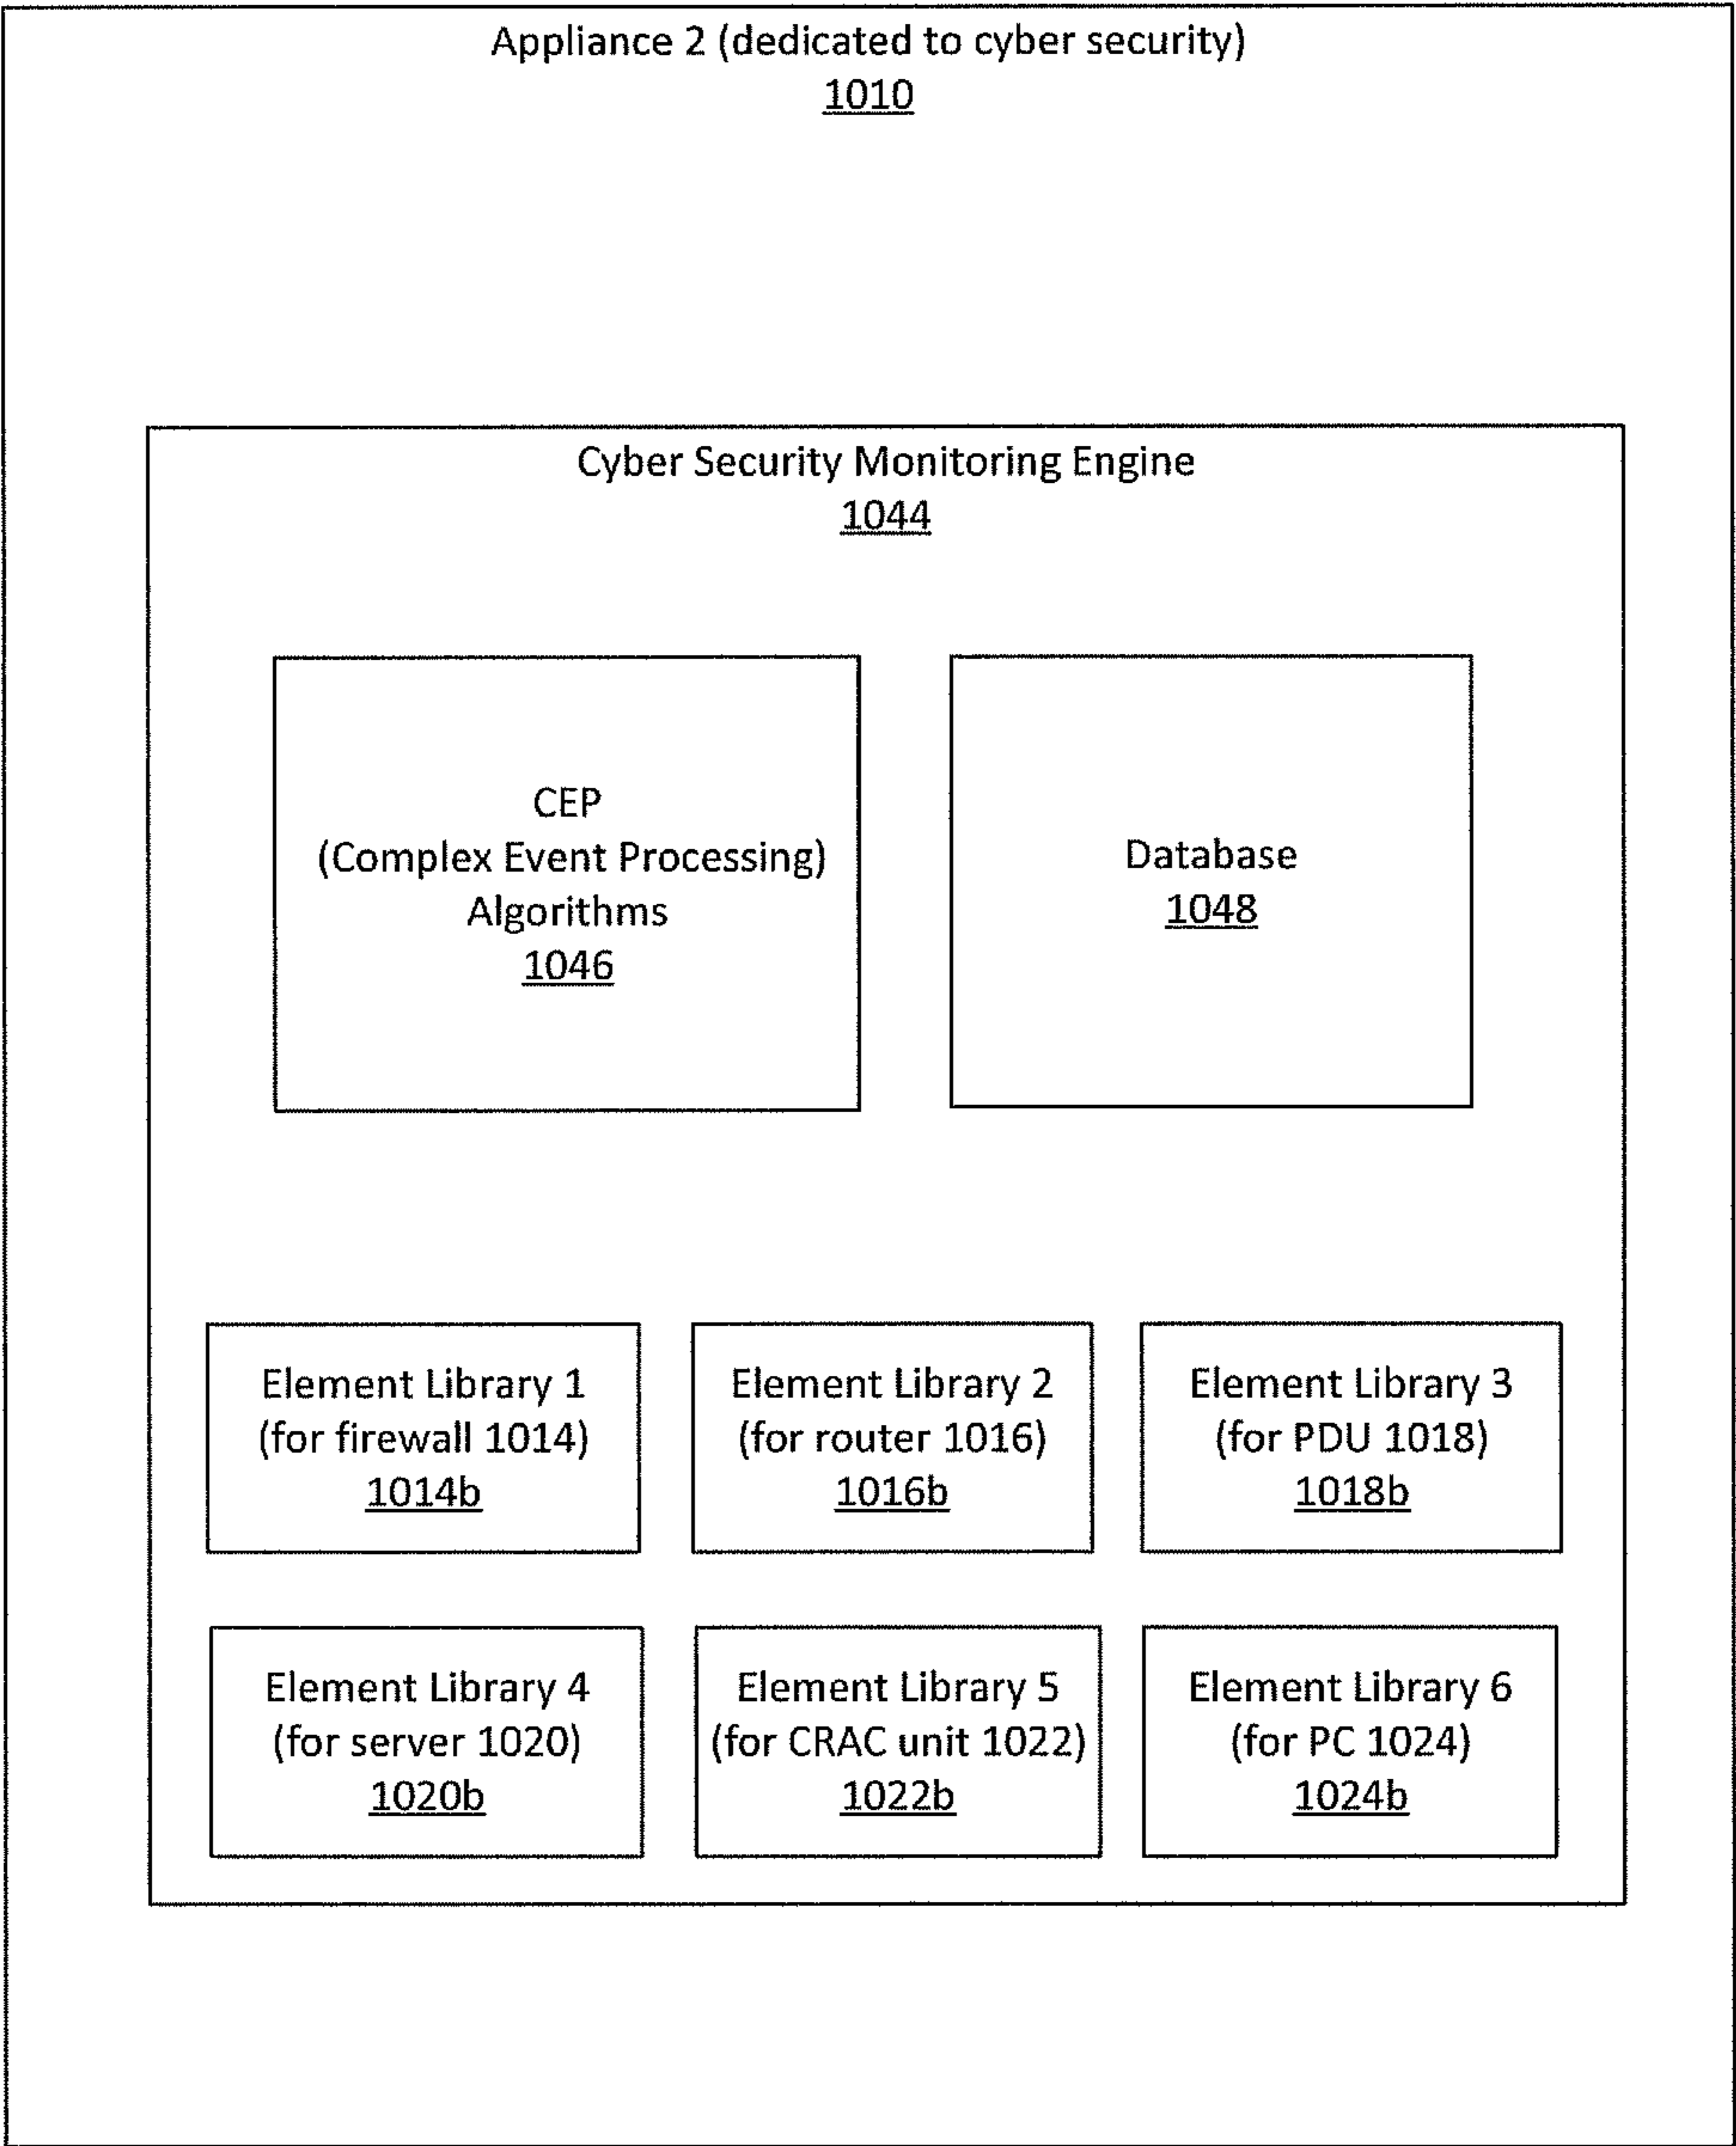 Appliance 2 (dedicated to cyber security)
1010
Cyber Security Monitoring Engine
1044
CEP
(Complex Event Processing)
Algorithms
1046
Database
1048
Element Library 1
(for firewall 1014)
1014b
Element Library 2
(for router 1016)
1016b
Element Library 3
(for PDU 1018)
1018b
Element Library 4
(for server 1020)
1020b
Element Library 5
(for CRAC unit 1022)
1022b
Element Library 6
(for PC 1024)
1024b